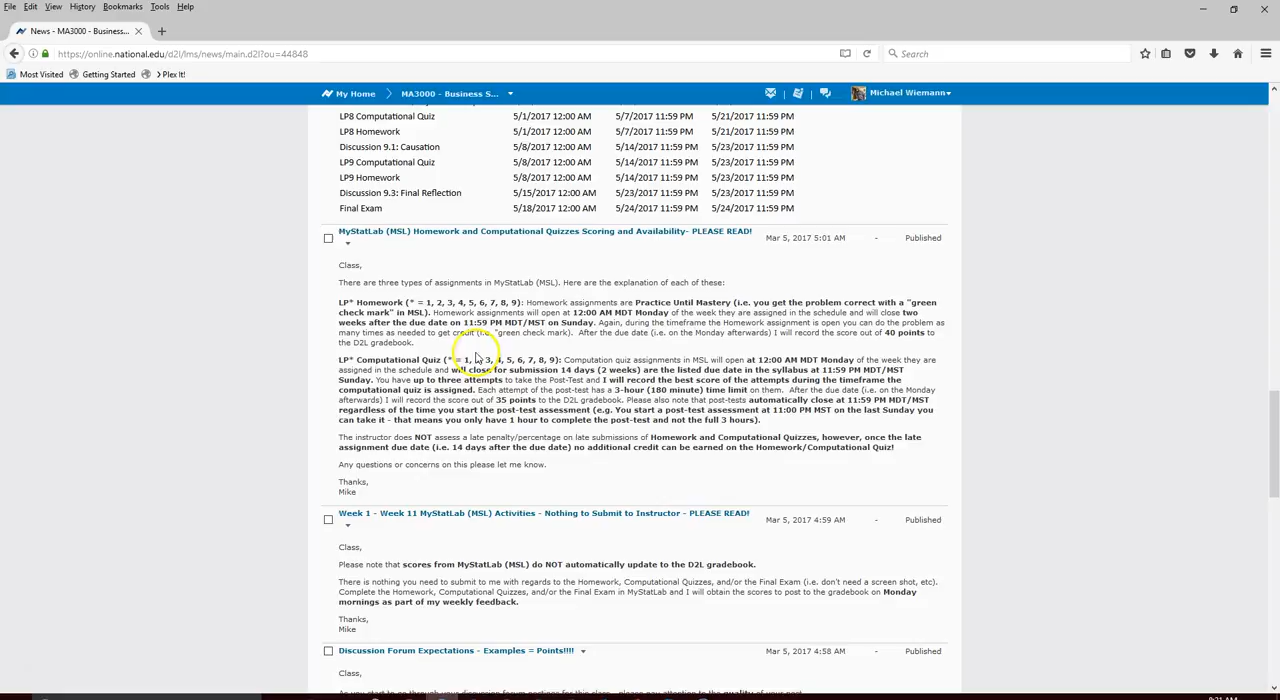 File Edit View History Bookmarks Tools Help
News - MA3000 - Business...
https://online.national.edu/d2l/lms/news/main.d2l?ou=44848
Search
Most Visited Getting Started Plex It!
My Home MA3000 - Business S... Michael Wiemann
LP8 Computational Quiz 5/1/2017 12:00 AM 5/7/2017 11:59 PM 5/21/2017 11:59 PM
LP8 Homework 5/1/2017 12:00 AM 5/7/2017 11:59 PM 5/21/2017 11:59 PM
Discussion 9.1: Causation 5/8/2017 12:00 AM 5/14/2017 11:59 PM 5/23/2017 11:59 PM
LP9 Computational Quiz 5/8/2017 12:00 AM 5/14/2017 11:59 PM 5/23/2017 11:59 PM
LP9 Homework 5/8/2017 12:00 AM 5/14/2017 11:59 PM 5/23/2017 11:59 PM
Discussion 9.3: Final Reflection 5/15/2017 12:00 AM 5/23/2017 11:59 PM 5/23/2017 11:59 PM
Final Exam 5/18/2017 12:00 AM 5/24/2017 11:59 PM 5/24/2017 11:59 PM
MyStatLab (MSL) Homework and Computational Quizzes Scoring and Availability- PLEASE READ! Mar 5, 2017 5:01 AM - Published
Class,
There are three types of assignments in MyStatLab (MSL). Here are the explanation of each of these:
LP* Homework (* = 1, 2, 3, 4, 5, 6, 7, 8, 9): Homework assignments are Practice Until Mastery (i.e. you get the problem correct with a "green
check mark" in MSL). Homework assignments will open at 12:00 AM MDT Monday of the week they are assigned in the schedule and will close two
weeks after the due date on 11:59 PM MDT/MST on Sunday. Again, during the timeframe the Homework assignment is open you can do the problem as
many times as needed to get credit (i.e. "green check mark). After the due date (i.e. on the Monday afterwards) I will record the score out of 40 points to
the D2L gradebook.
LP* Computational Quiz (* = 1, 3, 4, 5, 6, 7, 8, 9): Computation quiz assignments in MSL will open at 12:00 AM MDT Monday of the week they are
assigned in the schedule and will close for submission 14 days (2 weeks) are the listed due date in the syllabus at 11:59 PM MDT/MST
Sunday. You have up to three attempts to take the Post-Test and I will record the best score of the attempts during the timeframe the
computational quiz is assigned. Each attempt of the post-test has a 3-hour (180 minute) time limit on them. After the due date (i.e. on the Monday
afterwards) I will record the score out of 35 points to the D2L gradebook. Please also note that post-tests automatically close at 11:59 PM MDT/MST
regardless of the time you start the post-test assessment (e.g. You start a post-test assessment at 11:00 PM MST on the last Sunday you
can take it - that means you only have 1 hour to complete the post-test and not the full 3 hours).
The instructor does NOT assess a late penalty/percentage on late submissions of Homework and Computational Quizzes, however, once the late
assignment due date (i.e. 14 days after the due date) no additional credit can be earned on the Homework/Computational Quiz!
Any questions or concerns on this please let me know.
Thanks,
Mike
Week 1 - Week 11 MyStatLab (MSL) Activities - Nothing to Submit to Instructor - PLEASE READ! Mar 5, 2017 4:59 AM - Published
Class,
Please note that scores from MyStatLab (MSL) do NOT automatically update to the D2L gradebook.
There is nothing you need to submit to me with regards to the Homework, Computational Quizzes, and/or the Final Exam (i.e. don't need a screen shot, etc).
Complete the Homework, Computational Quizzes, and/or the Final Exam in MyStatLab and I will obtain the scores to post to the gradebook on Monday
mornings as part of my weekly feedback.
Thanks,
Mike
Discussion Forum Expectations - Examples = Points!!!! Mar 5, 2017 4:58 AM - Published
Class,